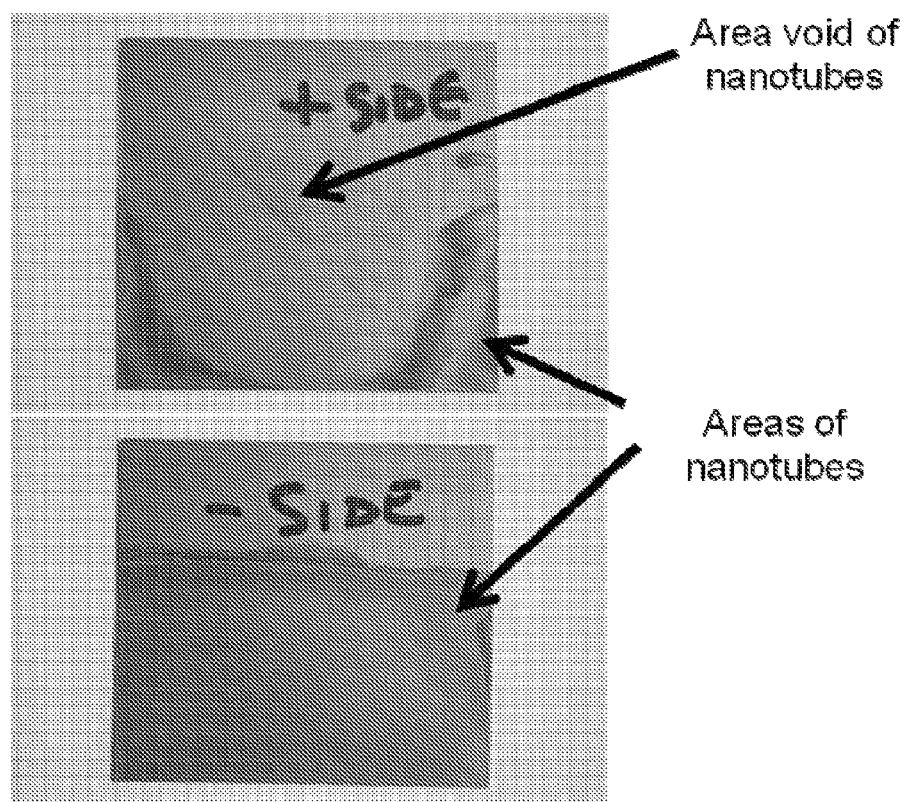 Area void of
nanotubes
+ SIDE
Areas of
nanotubes
- SIDE